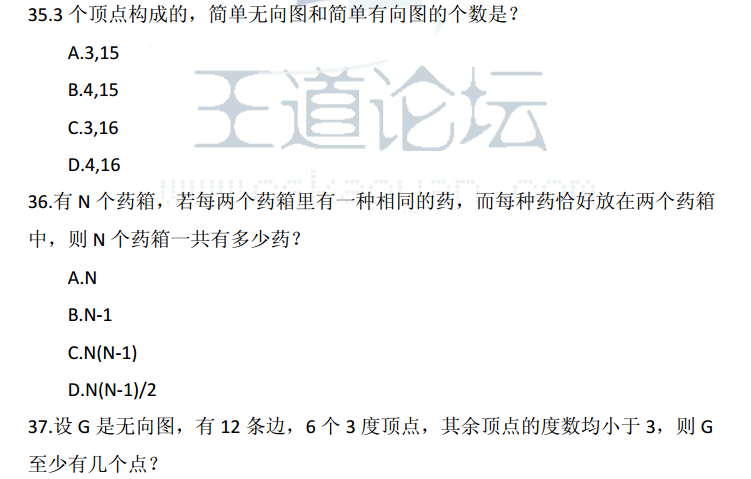 35.3 个顶点构成的，简单无向图和简单有向图的个数是？
A.3,15
B.4,15
C.3,16
D.4,16
王道论坛
36.有 N 个药箱，若每两个药箱里有一种相同的药，而每种药恰好放在两个药箱
中，则 N 个药箱一共有多少药？
A.N
B.N-1
C.N(N-1)
D.N(N-1)/2
37.设 G 是无向图，有 12 条边，6 个 3 度顶点，其余顶点的度数均小于 3，则 G
至少有几个点？